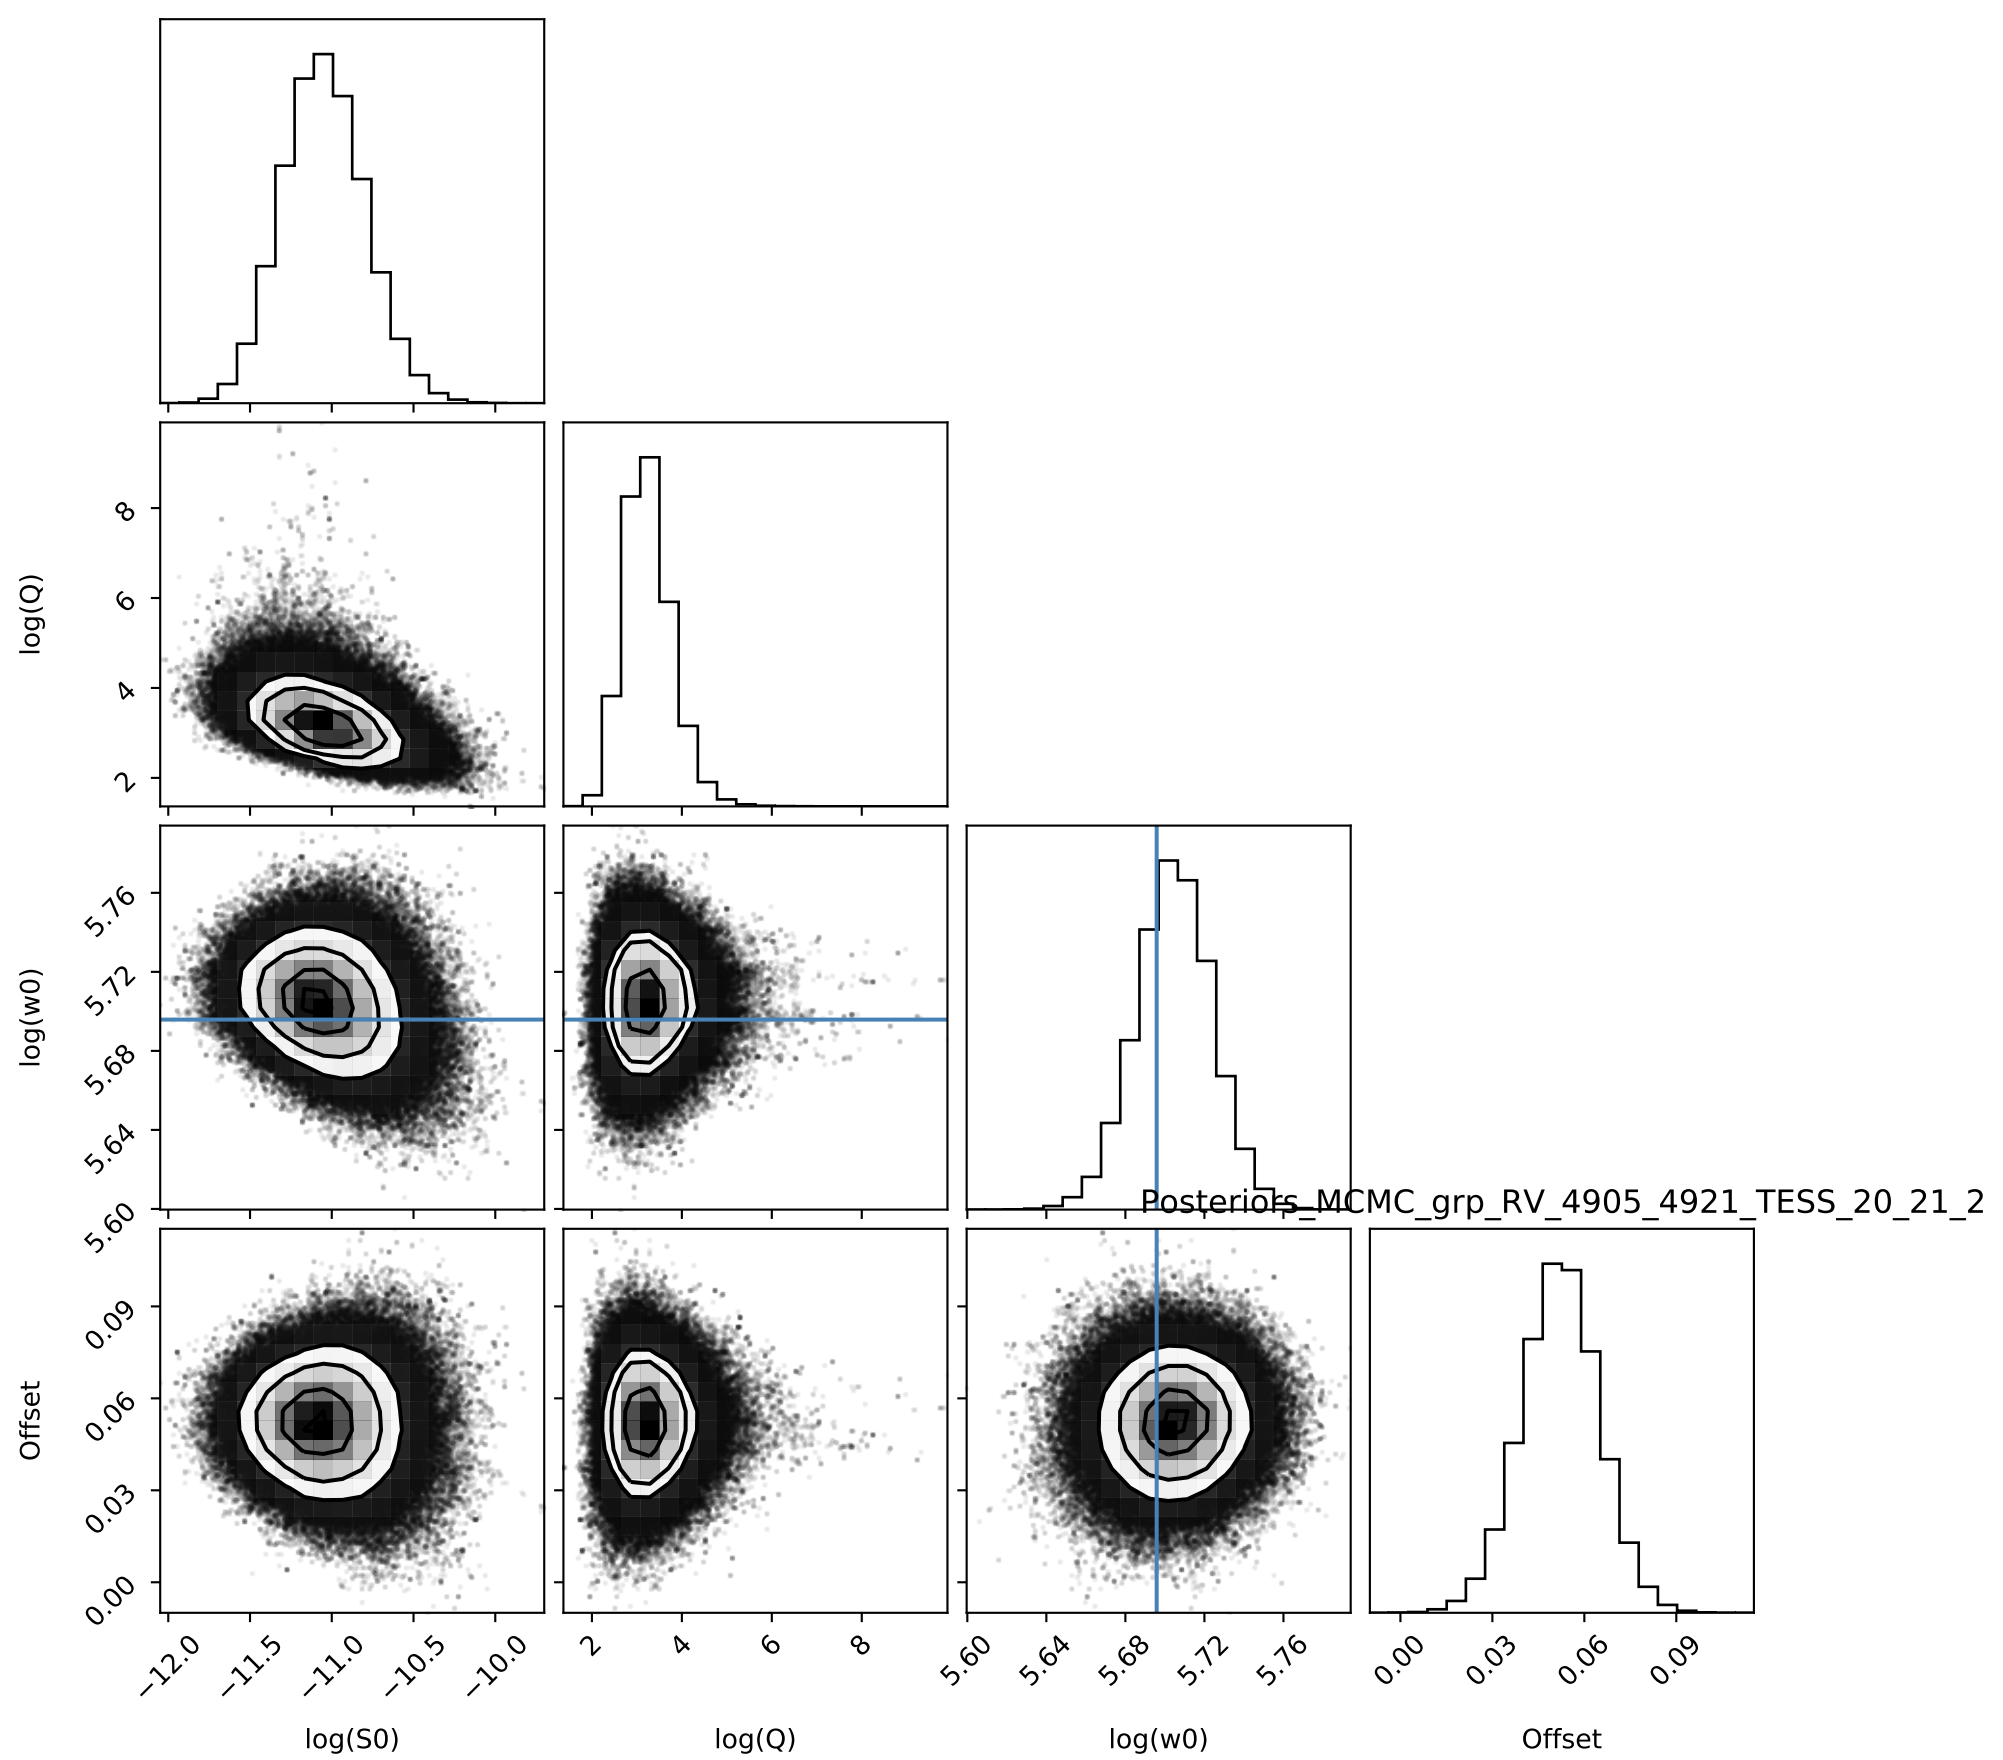 log(Q)
8
6
4
2
log(w0)
5.76
5.72
5.68
5.64
5.60
Posteriors_MCMC_grp_RV_4905_4921_TESS_20_21_2
Offset
0.09
0.06
0.03
0.00
−12.0 −11.5 −11.0 −10.5 −10.0 2 4 6 8 5.60 5.64 5.68 5.72 5.76 0.00 0.03 0.06 0.09
log(S0) log(Q) log(w0) Offset